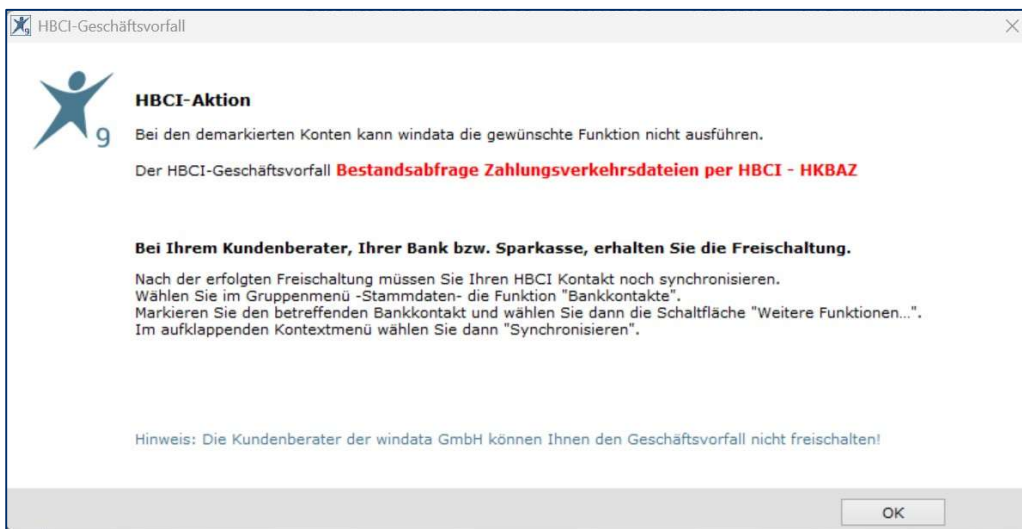 HBCI-Geschäftsvorfall
HBCI-Aktion
9
Bei den demarkierten Konten kann windata die gewünschte Funktion nicht ausführen.
Der HBCI-Geschäftsvorfall Bestandsabfrage Zahlungsverkehrsdateien per HBCI - HKBAZ
Bei Ihrem Kundenberater, Ihrer Bank bzw. Sparkasse, erhalten Sie die Freischaltung.
Nach der erfolgten Freischaltung müssen Sie Ihren HBCI Kontakt noch synchronisieren.
Wählen Sie im Gruppenmenü -Stammdaten- die Funktion "Bankkontakte".
Markieren Sie den betreffenden Bankkontakt und wählen Sie dann die Schaltfläche "Weitere Funktionen...".
Im aufklappenden Kontextmenü wählen Sie dann "Synchronisieren".
Hinweis: Die Kundenberater der windata GmbH können Ihnen den Geschäftsvorfall nicht freischalten!
OK